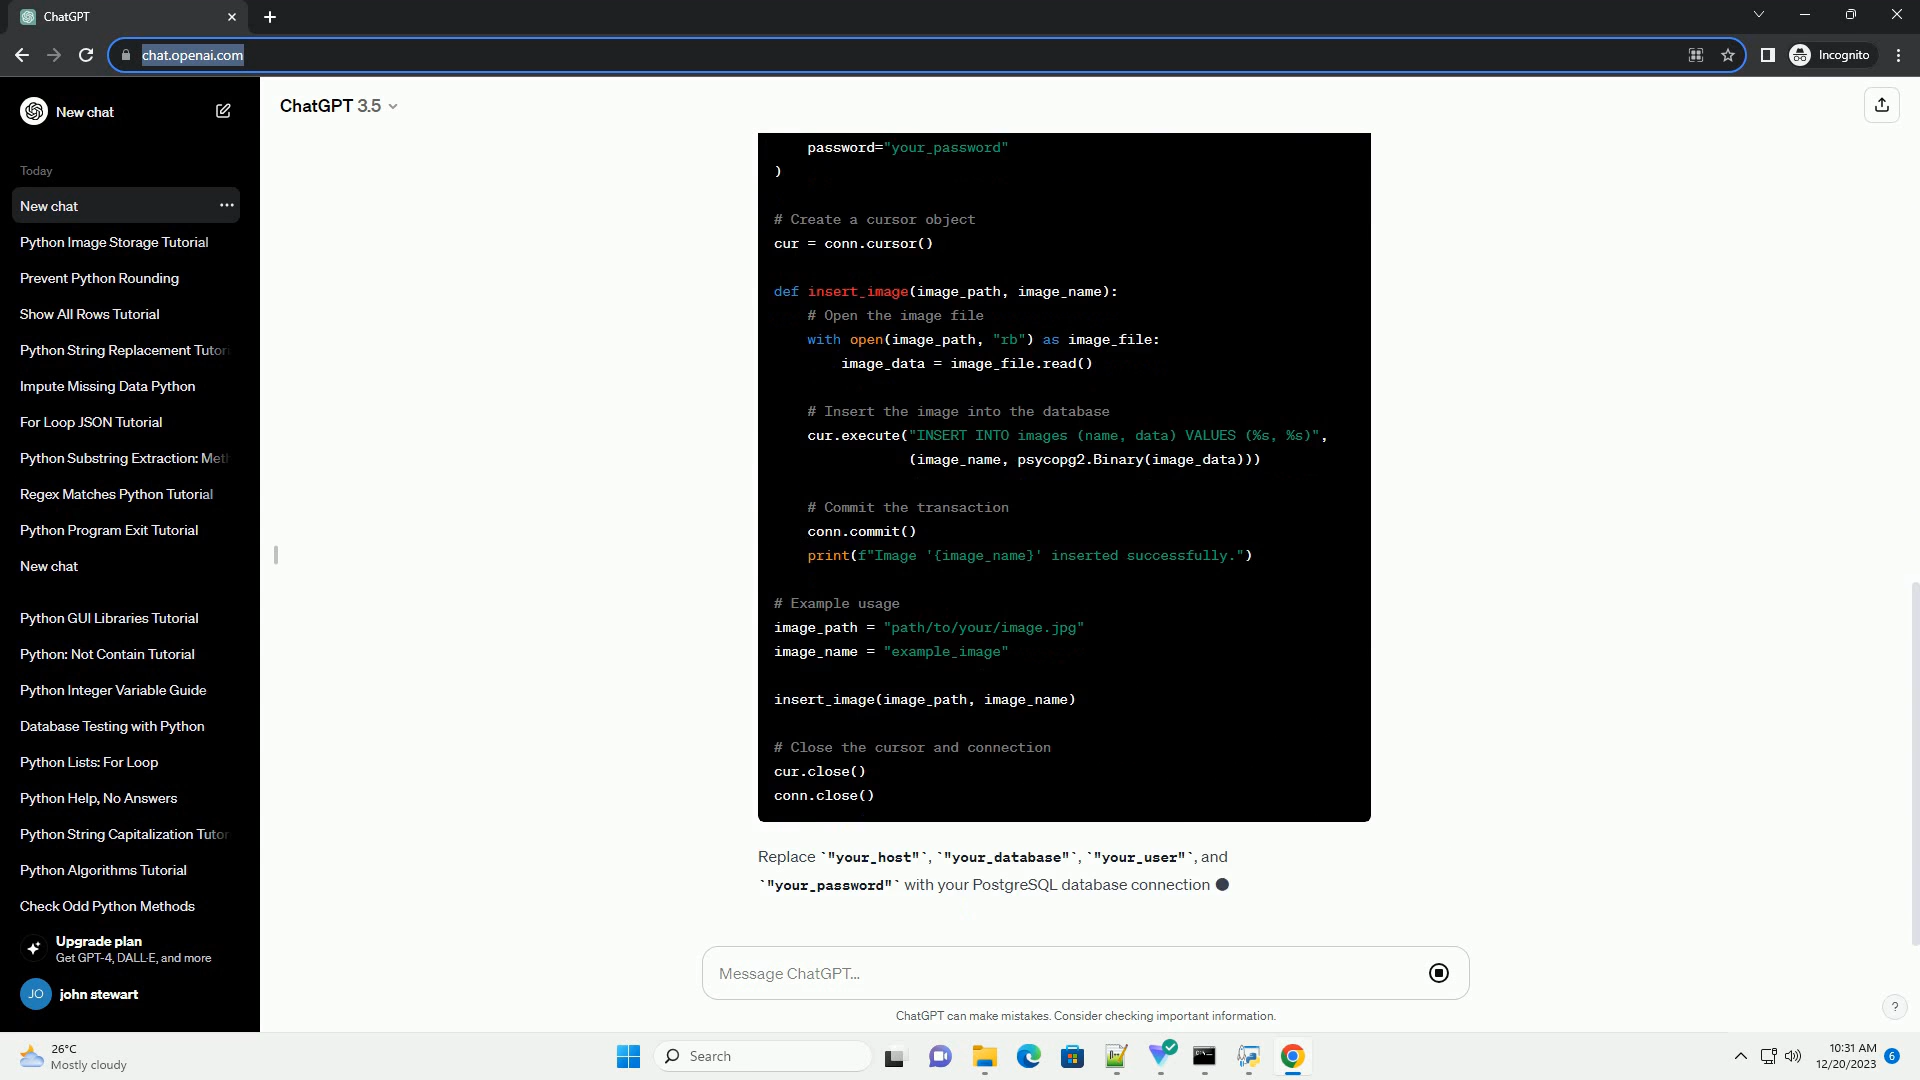 ChatGPT
chat.openai.com
Incognito
New chat
Today
New chat
Python Image Storage Tutorial
Prevent Python Rounding
Show All Rows Tutorial
Python String Replacement Tutori
Impute Missing Data Python
For Loop JSON Tutorial
Python Substring Extraction: Meth
Regex Matches Python Tutorial
Python Program Exit Tutorial
New chat
Python GUI Libraries Tutorial
Python: Not Contain Tutorial
Python Integer Variable Guide
Database Testing with Python
Python Lists: For Loop
Python Help, No Answers
Python String Capitalization Tutor
Python Algorithms Tutorial
Check Odd Python Methods
Upgrade plan
Get GPT-4, DALL·E, and more
JO john stewart
ChatGPT 3.5
password="your_password"
)
# Create a cursor object
cur = conn.cursor()
def insert_image(image_path, image_name):
# Open the image file
with open(image_path, "rb") as image_file:
image_data = image_file.read()
# Insert the image into the database
cur.execute("INSERT INTO images (name, data) VALUES (%s, %s)",
(image_name, psycopg2.Binary(image_data)))
# Commit the transaction
conn.commit()
print(f"Image '{image_name}' inserted successfully.")
# Example usage
image_path = "path/to/your/image.jpg"
image_name = "example_image"
insert_image(image_path, image_name)
# Close the cursor and connection
cur.close()
conn.close()
Replace `"your_host"`, `"your_database"`, `"your_user"`, and
`"your_password"` with your PostgreSQL database connection
Message ChatGPT...
ChatGPT can make mistakes. Consider checking important information.
?
26°C
Mostly cloudy
Search
10:31 AM
12/20/2023
6